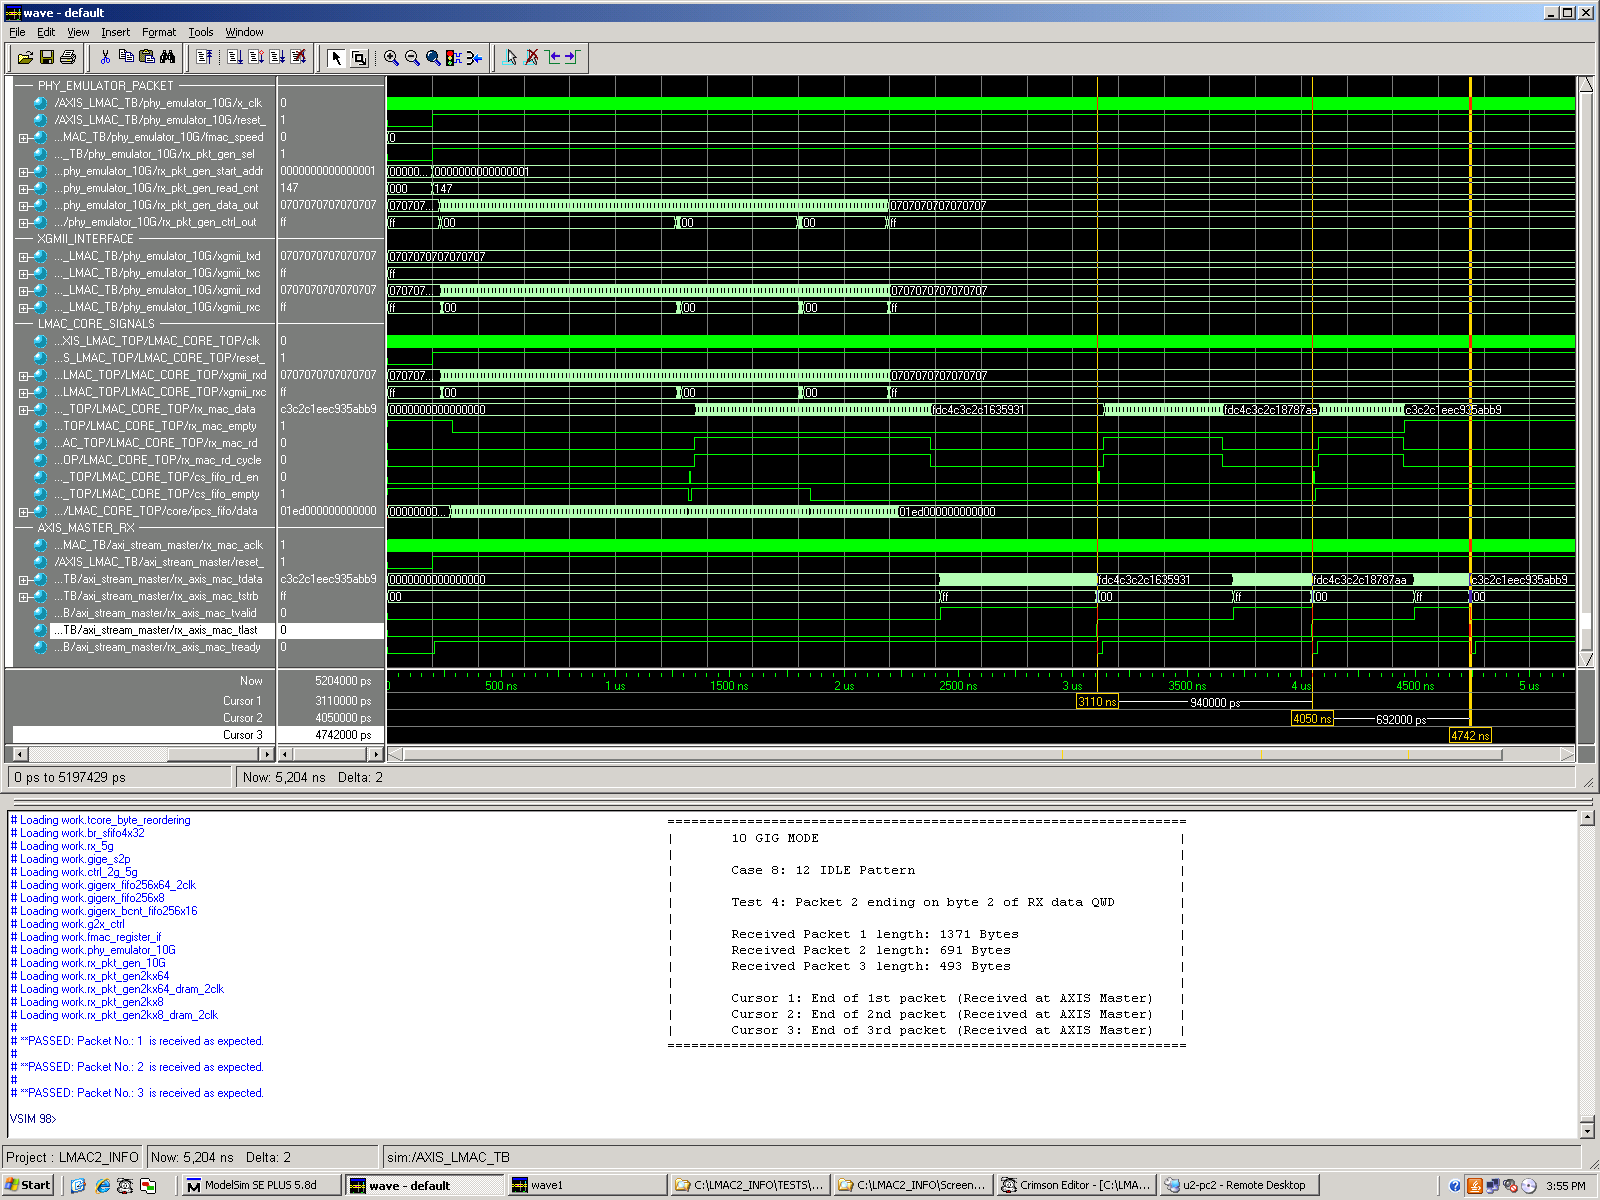 wave - default
File Edit View Insert Format Tools Window
PHY_EMULATOR_PACKET
/AXIS_LMAC_TB/phy_emulator_10G/x_clk 0
/AXIS_LMAC_TB/phy_emulator_10G/reset_ 1
...MAC_TB/phy_emulator_10G/fmac_speed 0 0
..._TB/phy_emulator_10G/rx_pkt_gen_sel 1
...phy_emulator_10G/rx_pkt_gen_start_addr 0000000000000001 00000... 0000000000000001
...phy_emulator_10G/rx_pkt_gen_read_cnt 147 000 147
...phy_emulator_10G/rx_pkt_gen_data_out 0707070707070707 070707... 0707070707070707
.../phy_emulator_10G/rx_pkt_gen_ctrl_out ff ff 00 00 00 ff
XGMII_INTERFACE
..._LMAC_TB/phy_emulator_10G/xgmii_txd 0707070707070707 0707070707070707
..._LMAC_TB/phy_emulator_10G/xgmii_txc ff ff
..._LMAC_TB/phy_emulator_10G/xgmii_rxd 0707070707070707 070707... 0707070707070707
..._LMAC_TB/phy_emulator_10G/xgmii_rxc ff ff 00 00 00 ff
LMAC_CORE_SIGNALS
...XIS_LMAC_TOP/LMAC_CORE_TOP/clk 0
...S_LMAC_TOP/LMAC_CORE_TOP/reset_ 1
...LMAC_TOP/LMAC_CORE_TOP/xgmii_rxd 0707070707070707 070707... 0707070707070707
...LMAC_TOP/LMAC_CORE_TOP/xgmii_rxc ff ff 00 00 00 ff
..._TOP/LMAC_CORE_TOP/rx_mac_data c3c2c1eec935abb9 0000000000000000 fdc4c3c2c1635931 fdc4c3c2c18787aa c3c2c1eec935abb9
...TOP/LMAC_CORE_TOP/rx_mac_empty 1
...AC_TOP/LMAC_CORE_TOP/rx_mac_rd 0
...OP/LMAC_CORE_TOP/rx_mac_rd_cycle 0
..._TOP/LMAC_CORE_TOP/cs_fifo_rd_en 0
..._TOP/LMAC_CORE_TOP/cs_fifo_empty 1
.../LMAC_CORE_TOP/core/ipcs_fifo/data 01ed000000000000 00000000... 01ed000000000000
AXIS_MASTER_RX
...MAC_TB/axi_stream_master/rx_mac_aclk 1
/AXIS_LMAC_TB/axi_stream_master/reset_ 1
...TB/axi_stream_master/rx_axis_mac_tdata c3c2c1eec935abb9 0000000000000000 fdc4c3c2c1635931 fdc4c3c2c18787aa c3c2c1eec935abb9
...TB/axi_stream_master/rx_axis_mac_tstrb ff 00 ff 00 ff 00 ff 00
...B/axi_stream_master/rx_axis_mac_tvalid 0
...TB/axi_stream_master/rx_axis_mac_tlast 0
...B/axi_stream_master/rx_axis_mac_tready 0
Now 5204000 ps 0 500 ns 1 us 1500 ns 2 us 2500 ns 3 us 3500 ns 4 us 4500 ns 5 us
Cursor 1 3110000 ps 3110 ns 940000 ps
Cursor 2 4050000 ps 4050 ns 692000 ps
Cursor 3 4742000 ps 4742 ns
0 ps to 5197429 ps Now: 5,204 ns Delta: 2
# Loading work.tcore_byte_reordering
# Loading work.br_sfifo4x32
# Loading work.rx_5g
# Loading work.gige_s2p
# Loading work.ctrl_2g_5g
# Loading work.gigerx_fifo256x64_2clk
# Loading work.gigerx_fifo256x8
# Loading work.gigerx_bcnt_fifo256x16
# Loading work.g2x_ctrl
# Loading work.fmac_register_if
# Loading work.phy_emulator_10G
# Loading work.rx_pkt_gen_10G
# Loading work.rx_pkt_gen2kx64
# Loading work.rx_pkt_gen2kx64_dram_2clk
# Loading work.rx_pkt_gen2kx8
# Loading work.rx_pkt_gen2kx8_dram_2clk
#
# **PASSED: Packet No.: 1 is received as expected.
#
# **PASSED: Packet No.: 2 is received as expected.
#
# **PASSED: Packet No.: 3 is received as expected.
VSIM 98>
=================================================================
| 10 GIG MODE |
| |
| Case 8: 12 IDLE Pattern |
| |
| Test 4: Packet 2 ending on byte 2 of RX data QWD |
| |
| Received Packet 1 length: 1371 Bytes |
| Received Packet 2 length: 691 Bytes |
| Received Packet 3 length: 493 Bytes |
| |
| Cursor 1: End of 1st packet (Received at AXIS Master) |
| Cursor 2: End of 2nd packet (Received at AXIS Master) |
| Cursor 3: End of 3rd packet (Received at AXIS Master) |
=================================================================
Project : LMAC2_INFO Now: 5,204 ns Delta: 2 sim:/AXIS_LMAC_TB
Start ModelSim SE PLUS 5.8d wave - default wave1 C:\LMAC2_INFO\TESTS\... C:\LMAC2_INFO\Screen... Crimson Editor - [C:\LMA... u2-pc2 - Remote Desktop 3:55 PM